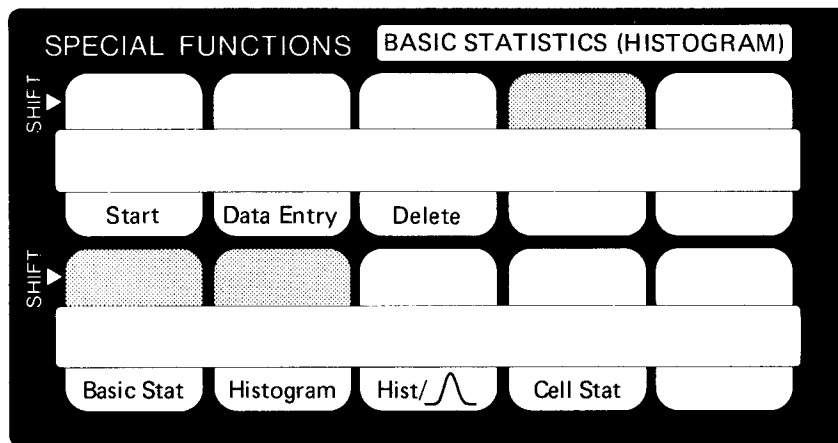 SPECIAL FUNCTIONS BASIC STATISTICS (HISTOGRAM)
SHIFT
Start Data Entry Delete
SHIFT
Basic Stat Histogram Hist/ Cell Stat